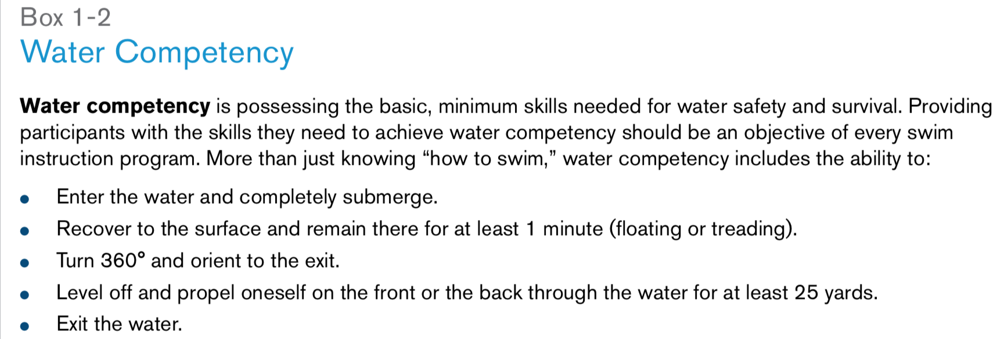 Box 1-2
Water Competency
Water competency is possessing the basic, minimum skills needed for water safety and survival. Providing
participants with the skills they need to achieve water competency should be an objective of every swim
instruction program. More than just knowing “how to swim,” water competency includes the ability to:
● Enter the water and completely submerge.
● Recover to the surface and remain there for at least 1 minute (floating or treading).
● Turn 360° and orient to the exit.
● Level off and propel oneself on the front or the back through the water for at least 25 yards.
● Exit the water.